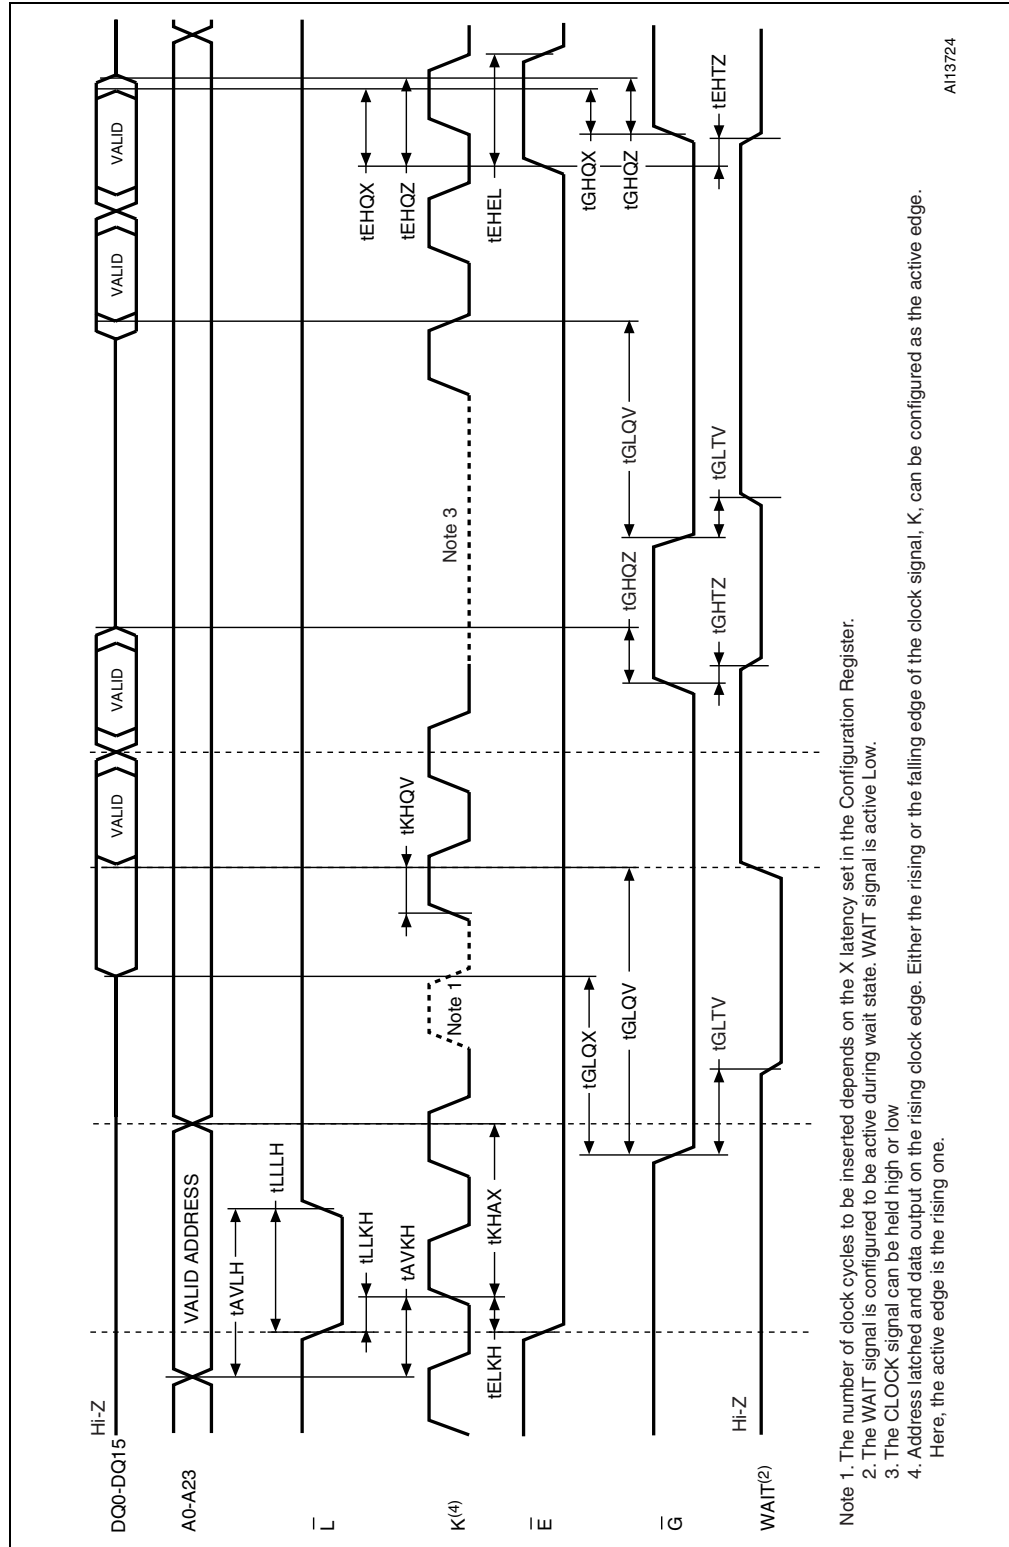 Hi-Z
DQ0-DQ15
VALID
VALID
VALID
VALID
A0-A23
VALID ADDRESS
tAVLH
L
tLLLH
tLLKH
tEHQX
K(4)
tAVKH
Note 1
tKHQV
Note 3
tEHQZ
E
tELKH
tKHAX
tEHEL
tGLQX
tGHQX
G
tGLQV
tGHQZ
tGLQV
tGHQZ
Hi-Z
WAIT(2)
tGLTV
tGHTZ
tGLTV
tEHTZ
Note 1. The number of clock cycles to be inserted depends on the X latency set in the Configuration Register.
2. The WAIT signal is configured to be active during wait state. WAIT signal is active Low.
3. The CLOCK signal can be held high or low
4. Address latched and data output on the rising clock edge. Either the rising or the falling edge of the clock signal, K, can be configured as the active edge.
Here, the active edge is the rising one.
AI13724